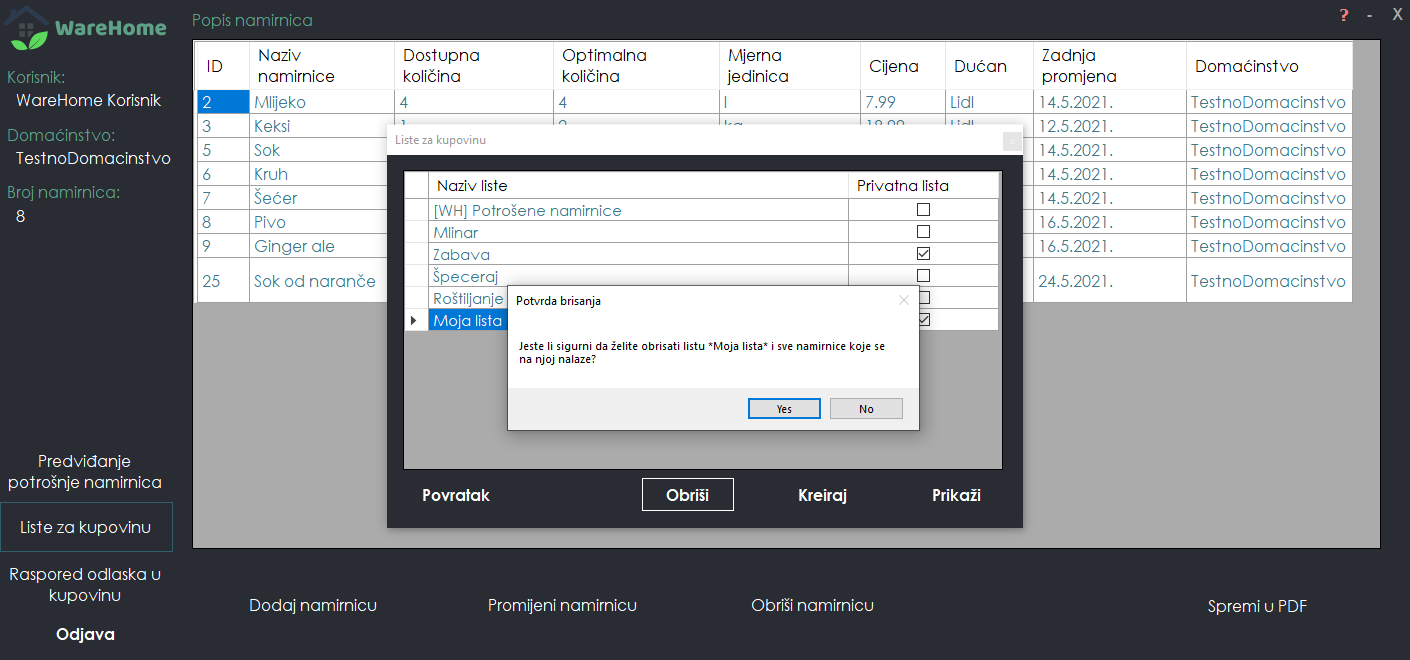 WareHome
Popis namirnica
? - X
Korisnik:
WareHome Korisnik
Domaćinstvo:
TestnoDomacinstvo
Broj namirnica:
8
ID Naziv namirnice Dostupna količina Optimalna količina Mjerna jedinica Cijena Dućan Zadnja promjena Domaćinstvo
2 Mlijeko 4 4 l 7.99 Lidl 14.5.2021. TestnoDomacinstvo
3 Keksi 12.5.2021. TestnoDomacinstvo
5 Sok 14.5.2021. TestnoDomacinstvo
6 Kruh 14.5.2021. TestnoDomacinstvo
7 Šećer 14.5.2021. TestnoDomacinstvo
8 Pivo 16.5.2021. TestnoDomacinstvo
9 Ginger ale 16.5.2021. TestnoDomacinstvo
25 Sok od naranče 24.5.2021. TestnoDomacinstvo
Liste za kupovinu
Naziv liste Privatna lista
[WH] Potrošene namirnice
Mlinar
Zabava
Špeceraj
Roštiljanje
Moja lista
Potvrda brisanja
Jeste li sigurni da želite obrisati listu *Moja lista* i sve namirnice koje se
na njoj nalaze?
Yes No
Povratak Obriši Kreiraj Prikaži
Predviđanje
potrošnje namirnica
Liste za kupovinu
Raspored odlaska u
kupovinu
Odjava
Dodaj namirnicu Promijeni namirnicu Obriši namirnicu Spremi u PDF